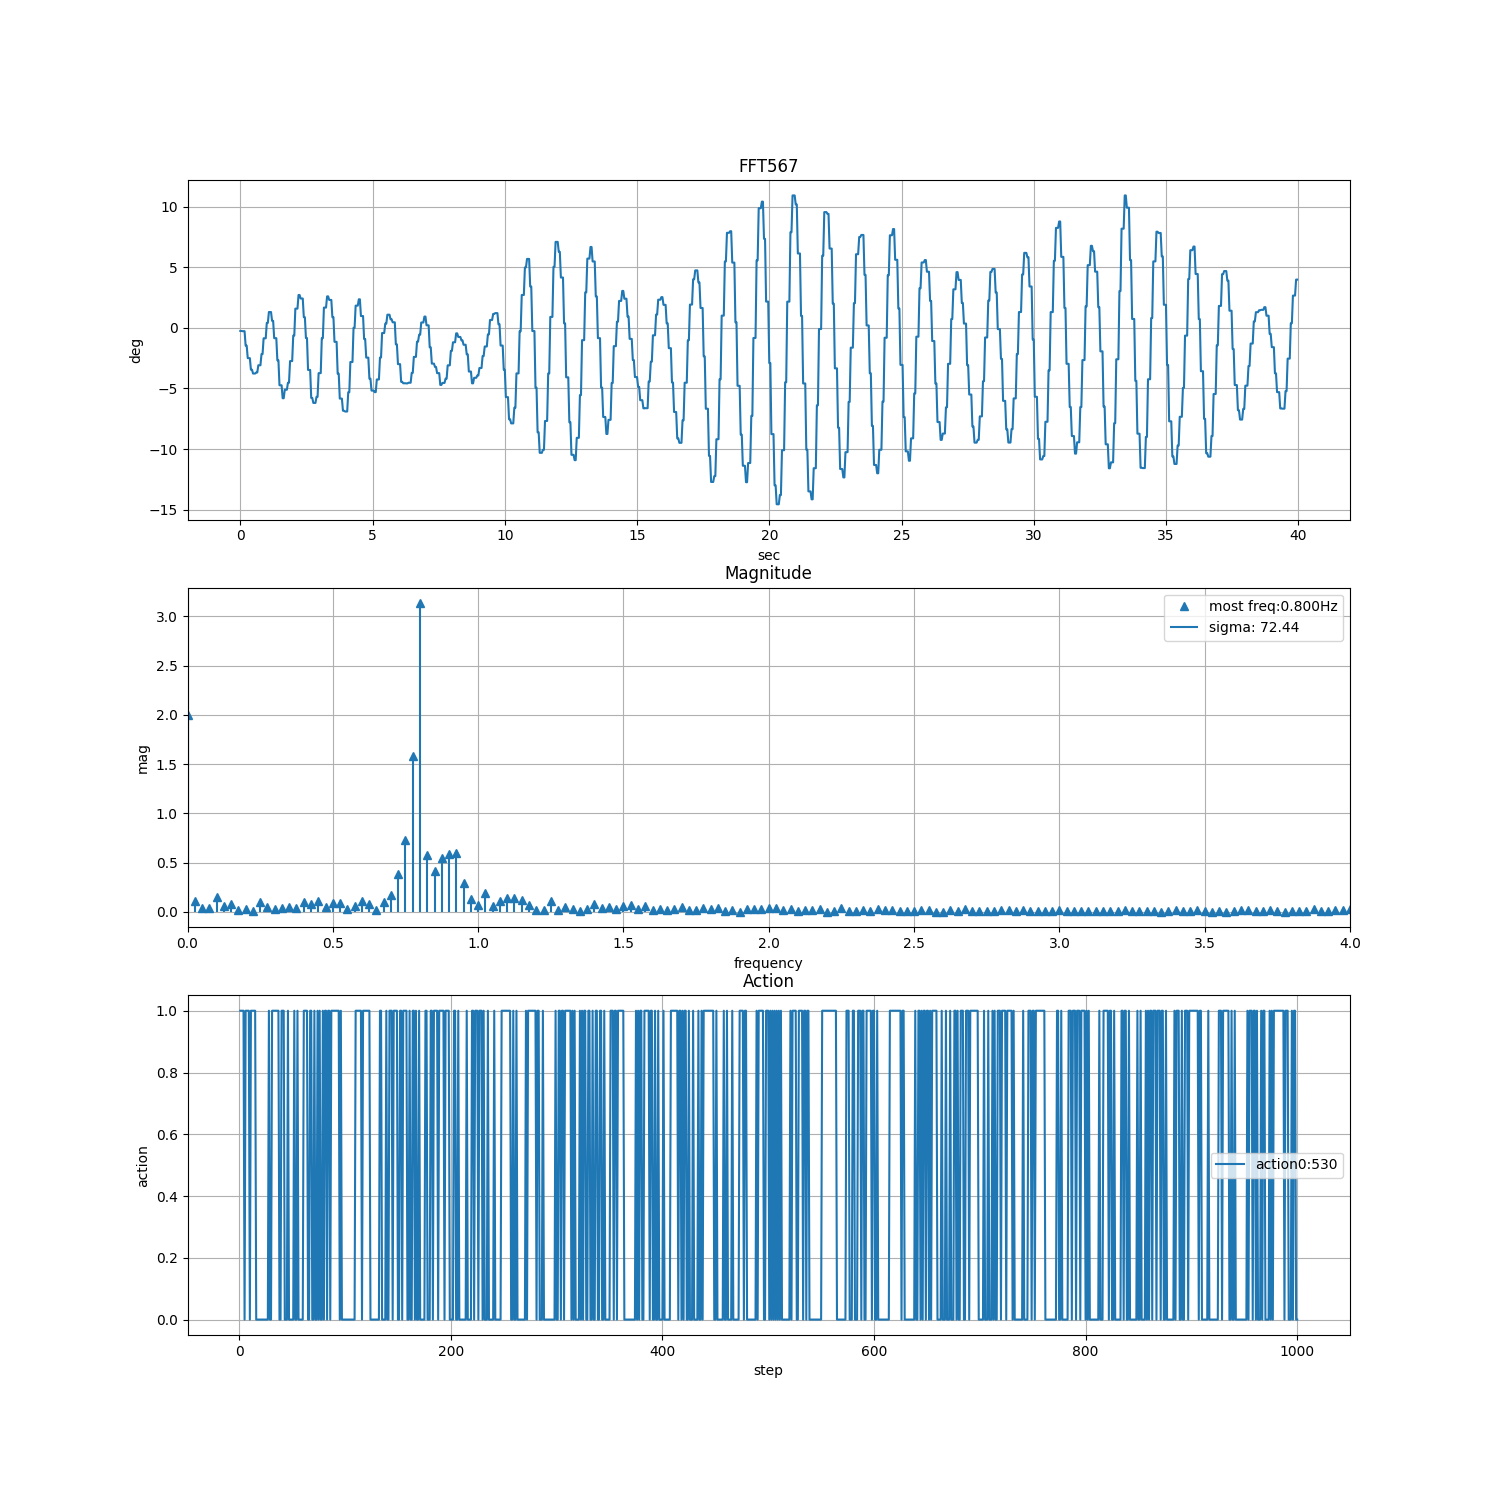 FFT567
10
5
0
−5
−10
−15
deg
0 5 10 15 20 25 30 35 40
sec
Magnitude
3.0
2.5
2.0
1.5
1.0
0.5
0.0
mag
most freq:0.800Hz
sigma: 72.44
0.0 0.5 1.0 1.5 2.0 2.5 3.0 3.5 4.0
frequency
Action
1.0
0.8
0.6
0.4
0.2
0.0
action
action0:530
0 200 400 600 800 1000
step